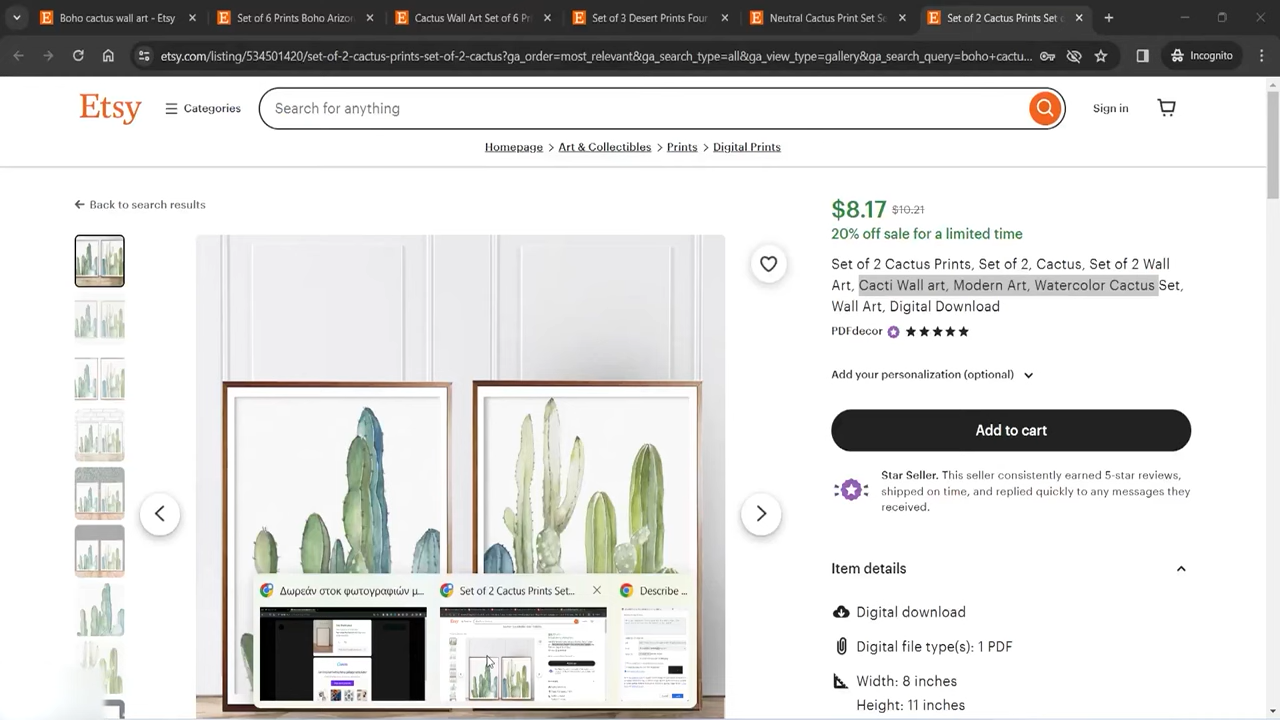 Boho cactus wall art - Etsy
Set of 6 Prints Boho Arizo
Cactus Wall Art Set of 6 Pr
Set of 3 Desert Prints Four
Neutral Cactus Print Set S
Set of 2 Cactus Prints Set
etsy.com/listing/534501420/set-of-2-cactus-prints-set-of-2-cactus?ga_order=most_relevant&ga_search_type=all&ga_view_type=gallery&ga_search_query=boho+cactu...
Incognito
Etsy
Categories
Search for anything
Sign in
Homepage > Art & Collectibles > Prints > Digital Prints
Back to search results
$8.17 $10.21
20% off sale for a limited time
Set of 2 Cactus Prints, Set of 2, Cactus, Set of 2 Wall
Art, Cacti Wall art, Modern Art, Watercolor Cactus Set,
Wall Art, Digital Download
PDFdecor
Add your personalization (optional)
Add to cart
Star Seller. This seller consistently earned 5-star reviews,
shipped on time, and replied quickly to any messages they
received.
Item details
Δωρεάν στοκ φωτογραφιών μ...
Set of 2 Cactus Prints Set...
Describe ...
Digital download
Digital file type(s): 1 PDF
Width: 8 inches
Height: 11 inches